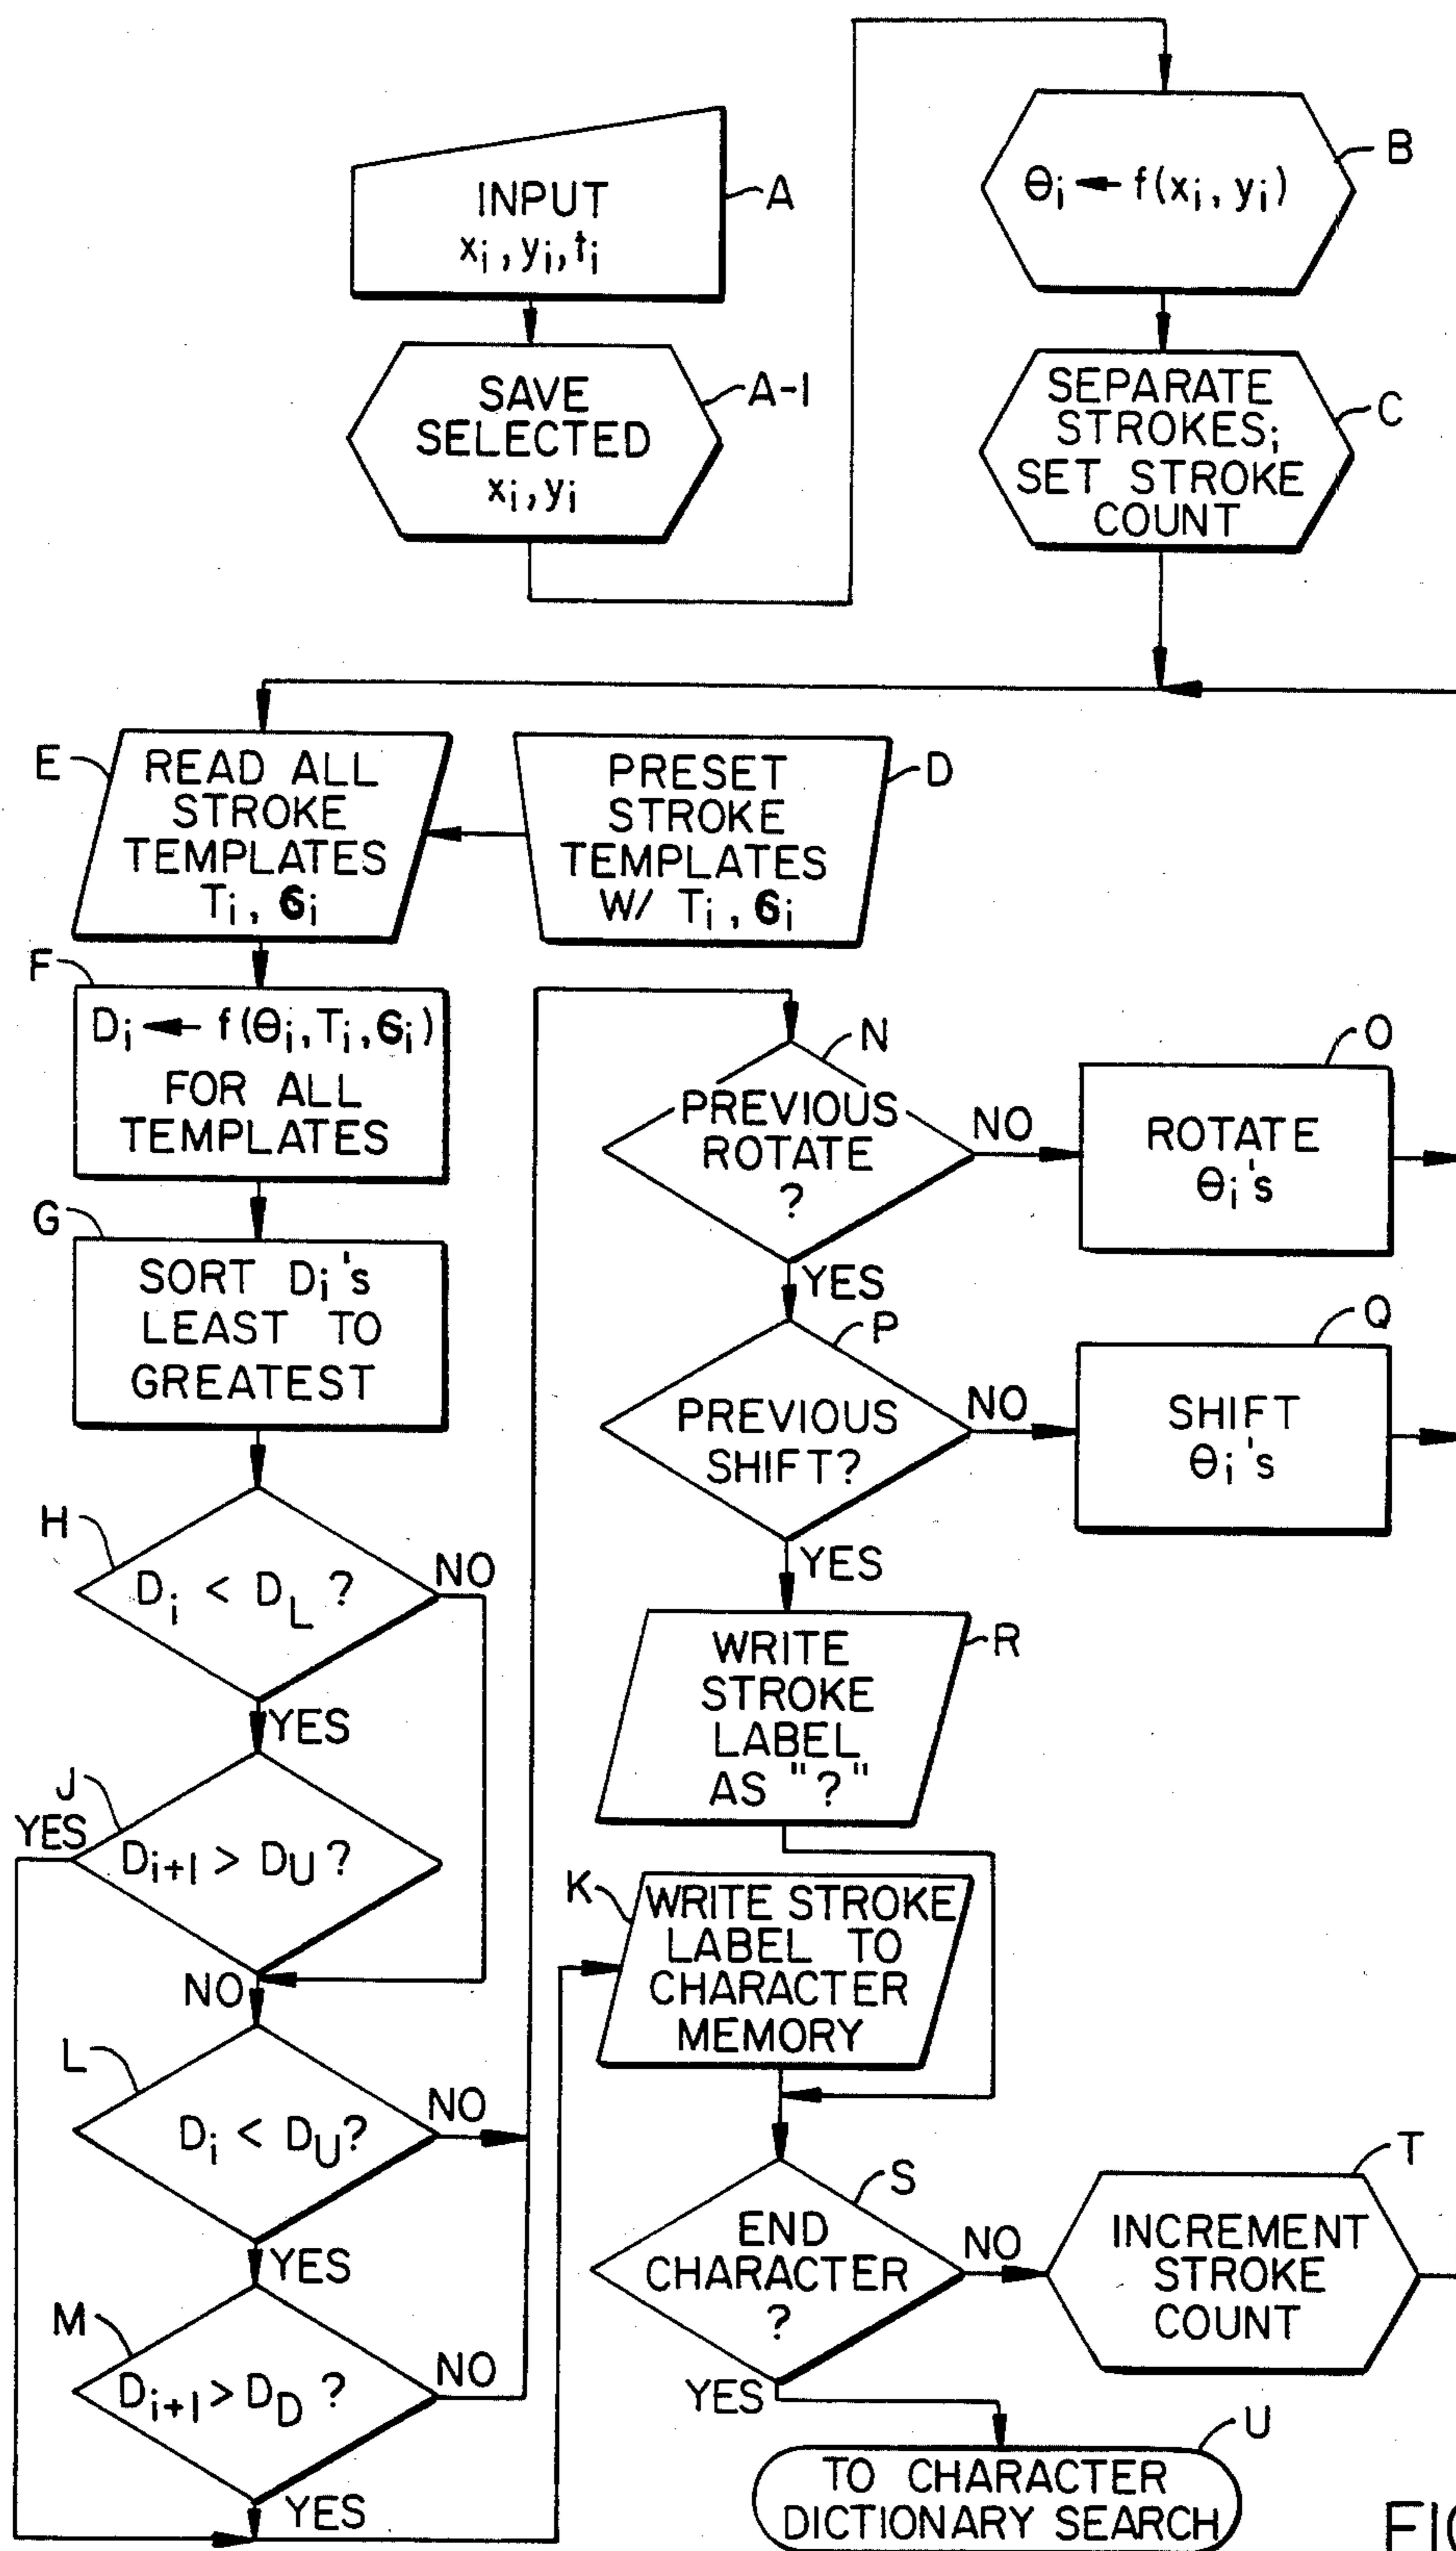 INPUT
xi, yi, ti
A
SAVE
SELECTED
xi, yi
A-1
θi ← f(xi, yi)
B
SEPARATE
STROKES;
SET STROKE
COUNT
C
E
READ ALL
STROKE
TEMPLATES
Ti, σi
PRESET
STROKE
TEMPLATES
W/ Ti, σi
D
F
Di ← f(θi, Ti, σi)
FOR ALL
TEMPLATES
G
SORT Di's
LEAST TO
GREATEST
H
Di < DL ?
NO
YES
J
YES
Di+1 > DU ?
NO
L
Di < DU?
NO
YES
M
Di+1 > DD ?
NO
YES
N
PREVIOUS
ROTATE
?
NO
YES
O
ROTATE
θi's
P
PREVIOUS
SHIFT?
NO
YES
Q
SHIFT
θi's
R
WRITE
STROKE
LABEL
AS "?"
K
WRITE STROKE
LABEL TO
CHARACTER
MEMORY
S
END
CHARACTER
?
NO
YES
T
INCREMENT
STROKE
COUNT
U
TO CHARACTER
DICTIONARY SEARCH